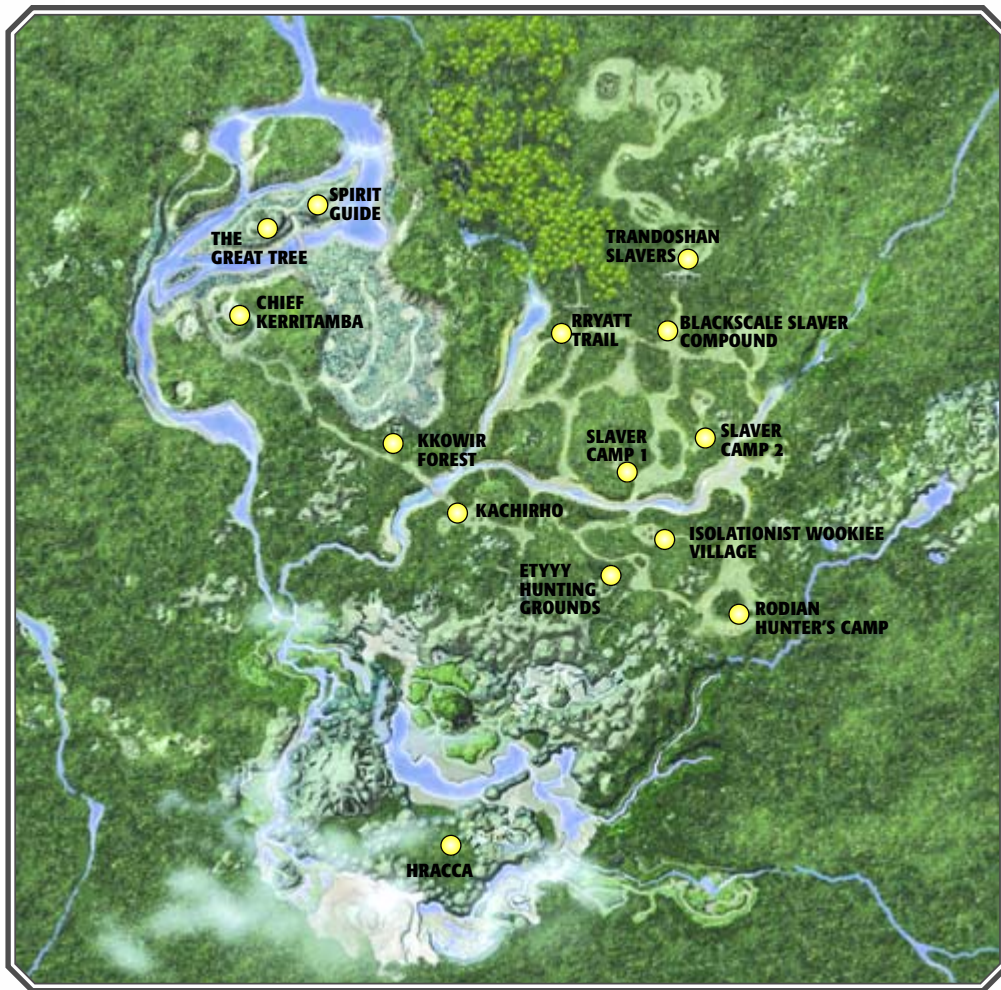 SPIRIT
GUIDE
THE
GREAT TREE
TRANDOSHAN
SLAVERS
CHIEF
KERRITAMBA
RRYATT
TRAIL
BLACKSCALE SLAVER
COMPOUND
KKOWIR
FOREST
SLAVER
CAMP 1
SLAVER
CAMP 2
KACHIRHO
ISOLATIONIST WOOKIEE
VILLAGE
ETYYY
HUNTING
GROUNDS
RODIAN
HUNTER'S CAMP
HRACCA